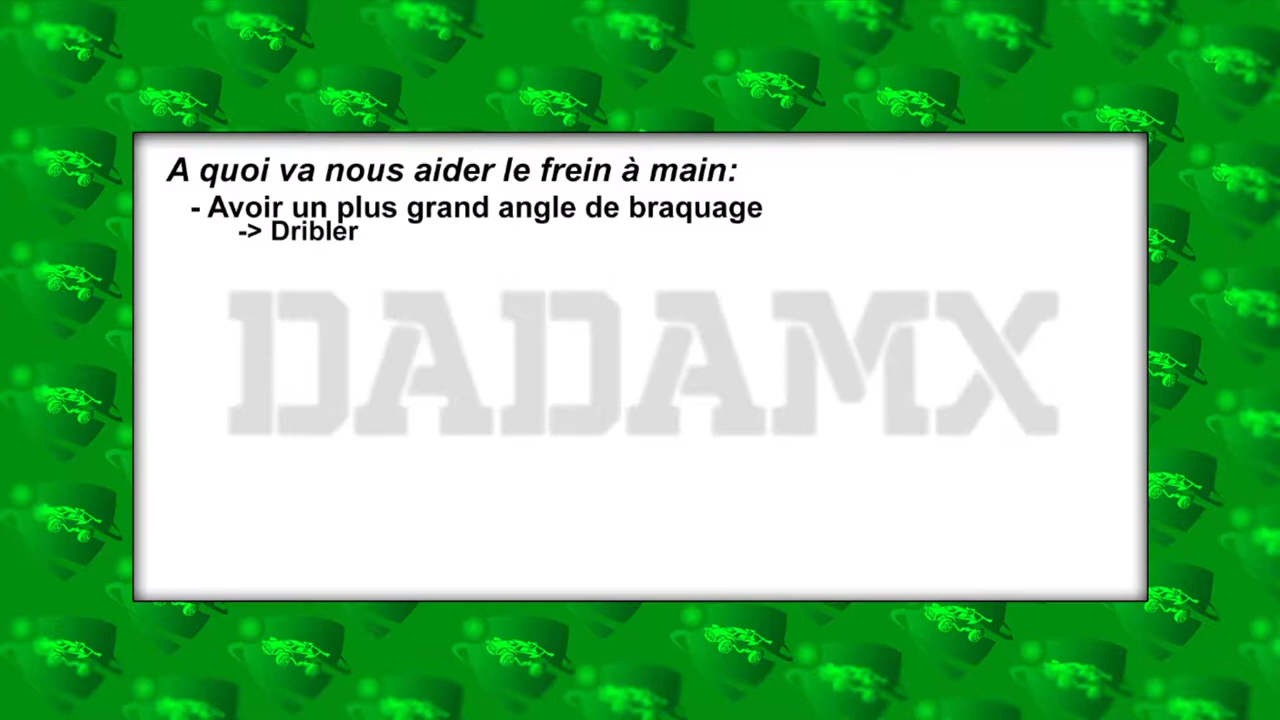 A quoi va nous aider le frein à main:
- Avoir un plus grand angle de braquage
-> Dribler
DADAMX